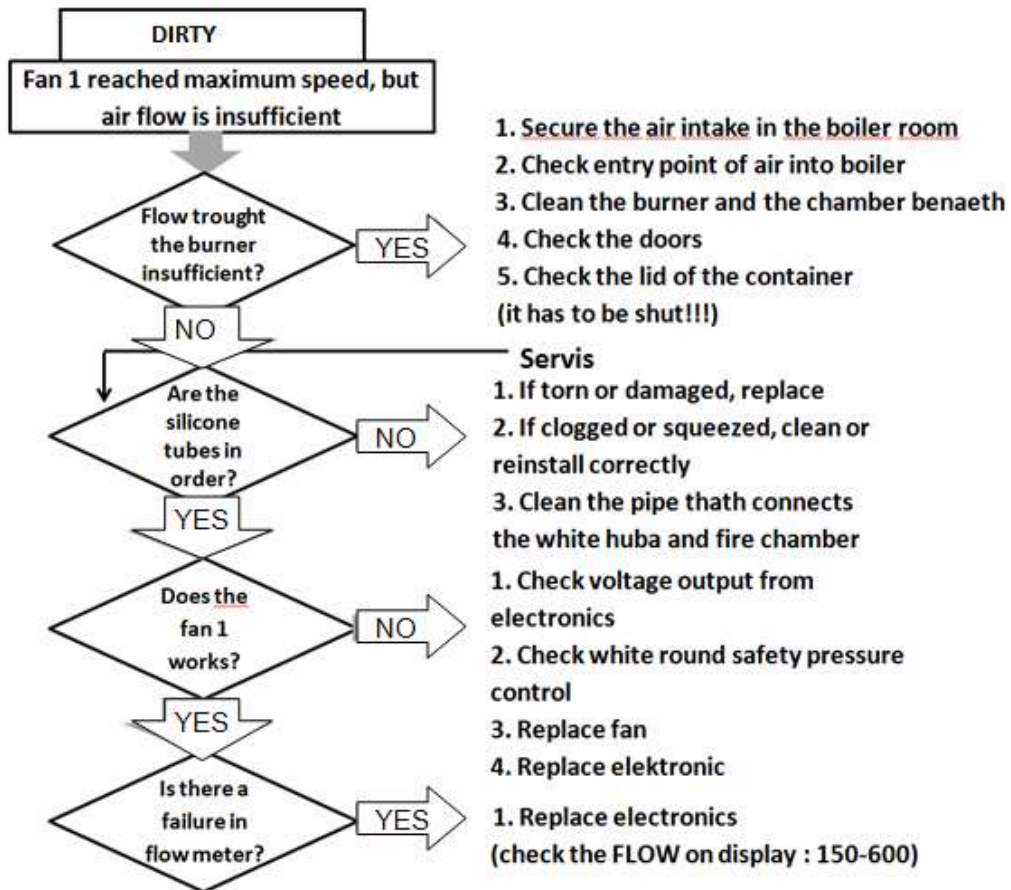 DIRTY
Fan 1 reached maximum speed, but
air flow is insufficient
Flow trought
the burner
insufficient?
YES
1. Secure the air intake in the boiler room
2. Check entry point of air into boiler
3. Clean the burner and the chamber benaeth
4. Check the doors
5. Check the lid of the container
(it has to be shut!!!)
NO
Servis
Are the
silicone
tubes in
order?
NO
1. If torn or damaged, replace
2. If clogged or squeezed, clean or
reinstall correctly
3. Clean the pipe thath connects
the white huba and fire chamber
YES
Does the
fan 1
works?
NO
1. Check voltage output from
electronics
2. Check white round safety pressure
control
3. Replace fan
4. Replace elektronic
YES
Is there a
failure in
flow meter?
YES
1. Replace electronics
(check the FLOW on display : 150-600)